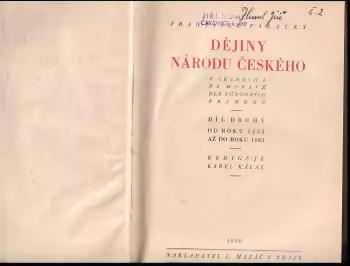 FRANTIŠEK PALACKÝ
DĚJINY
NÁRODU ČESKÉHO
V ČECHÁCH A
NA MORAVĚ
DLE PŮVODNÍCH
PRAMENŮ
DÍL DRUHÝ
OD ROKU 1253
AŽ DO ROKU 1403
REDIGUJE
KAREL KÁLAL
1930
NAKLADATEL L. MAZÁČ V PRAZE